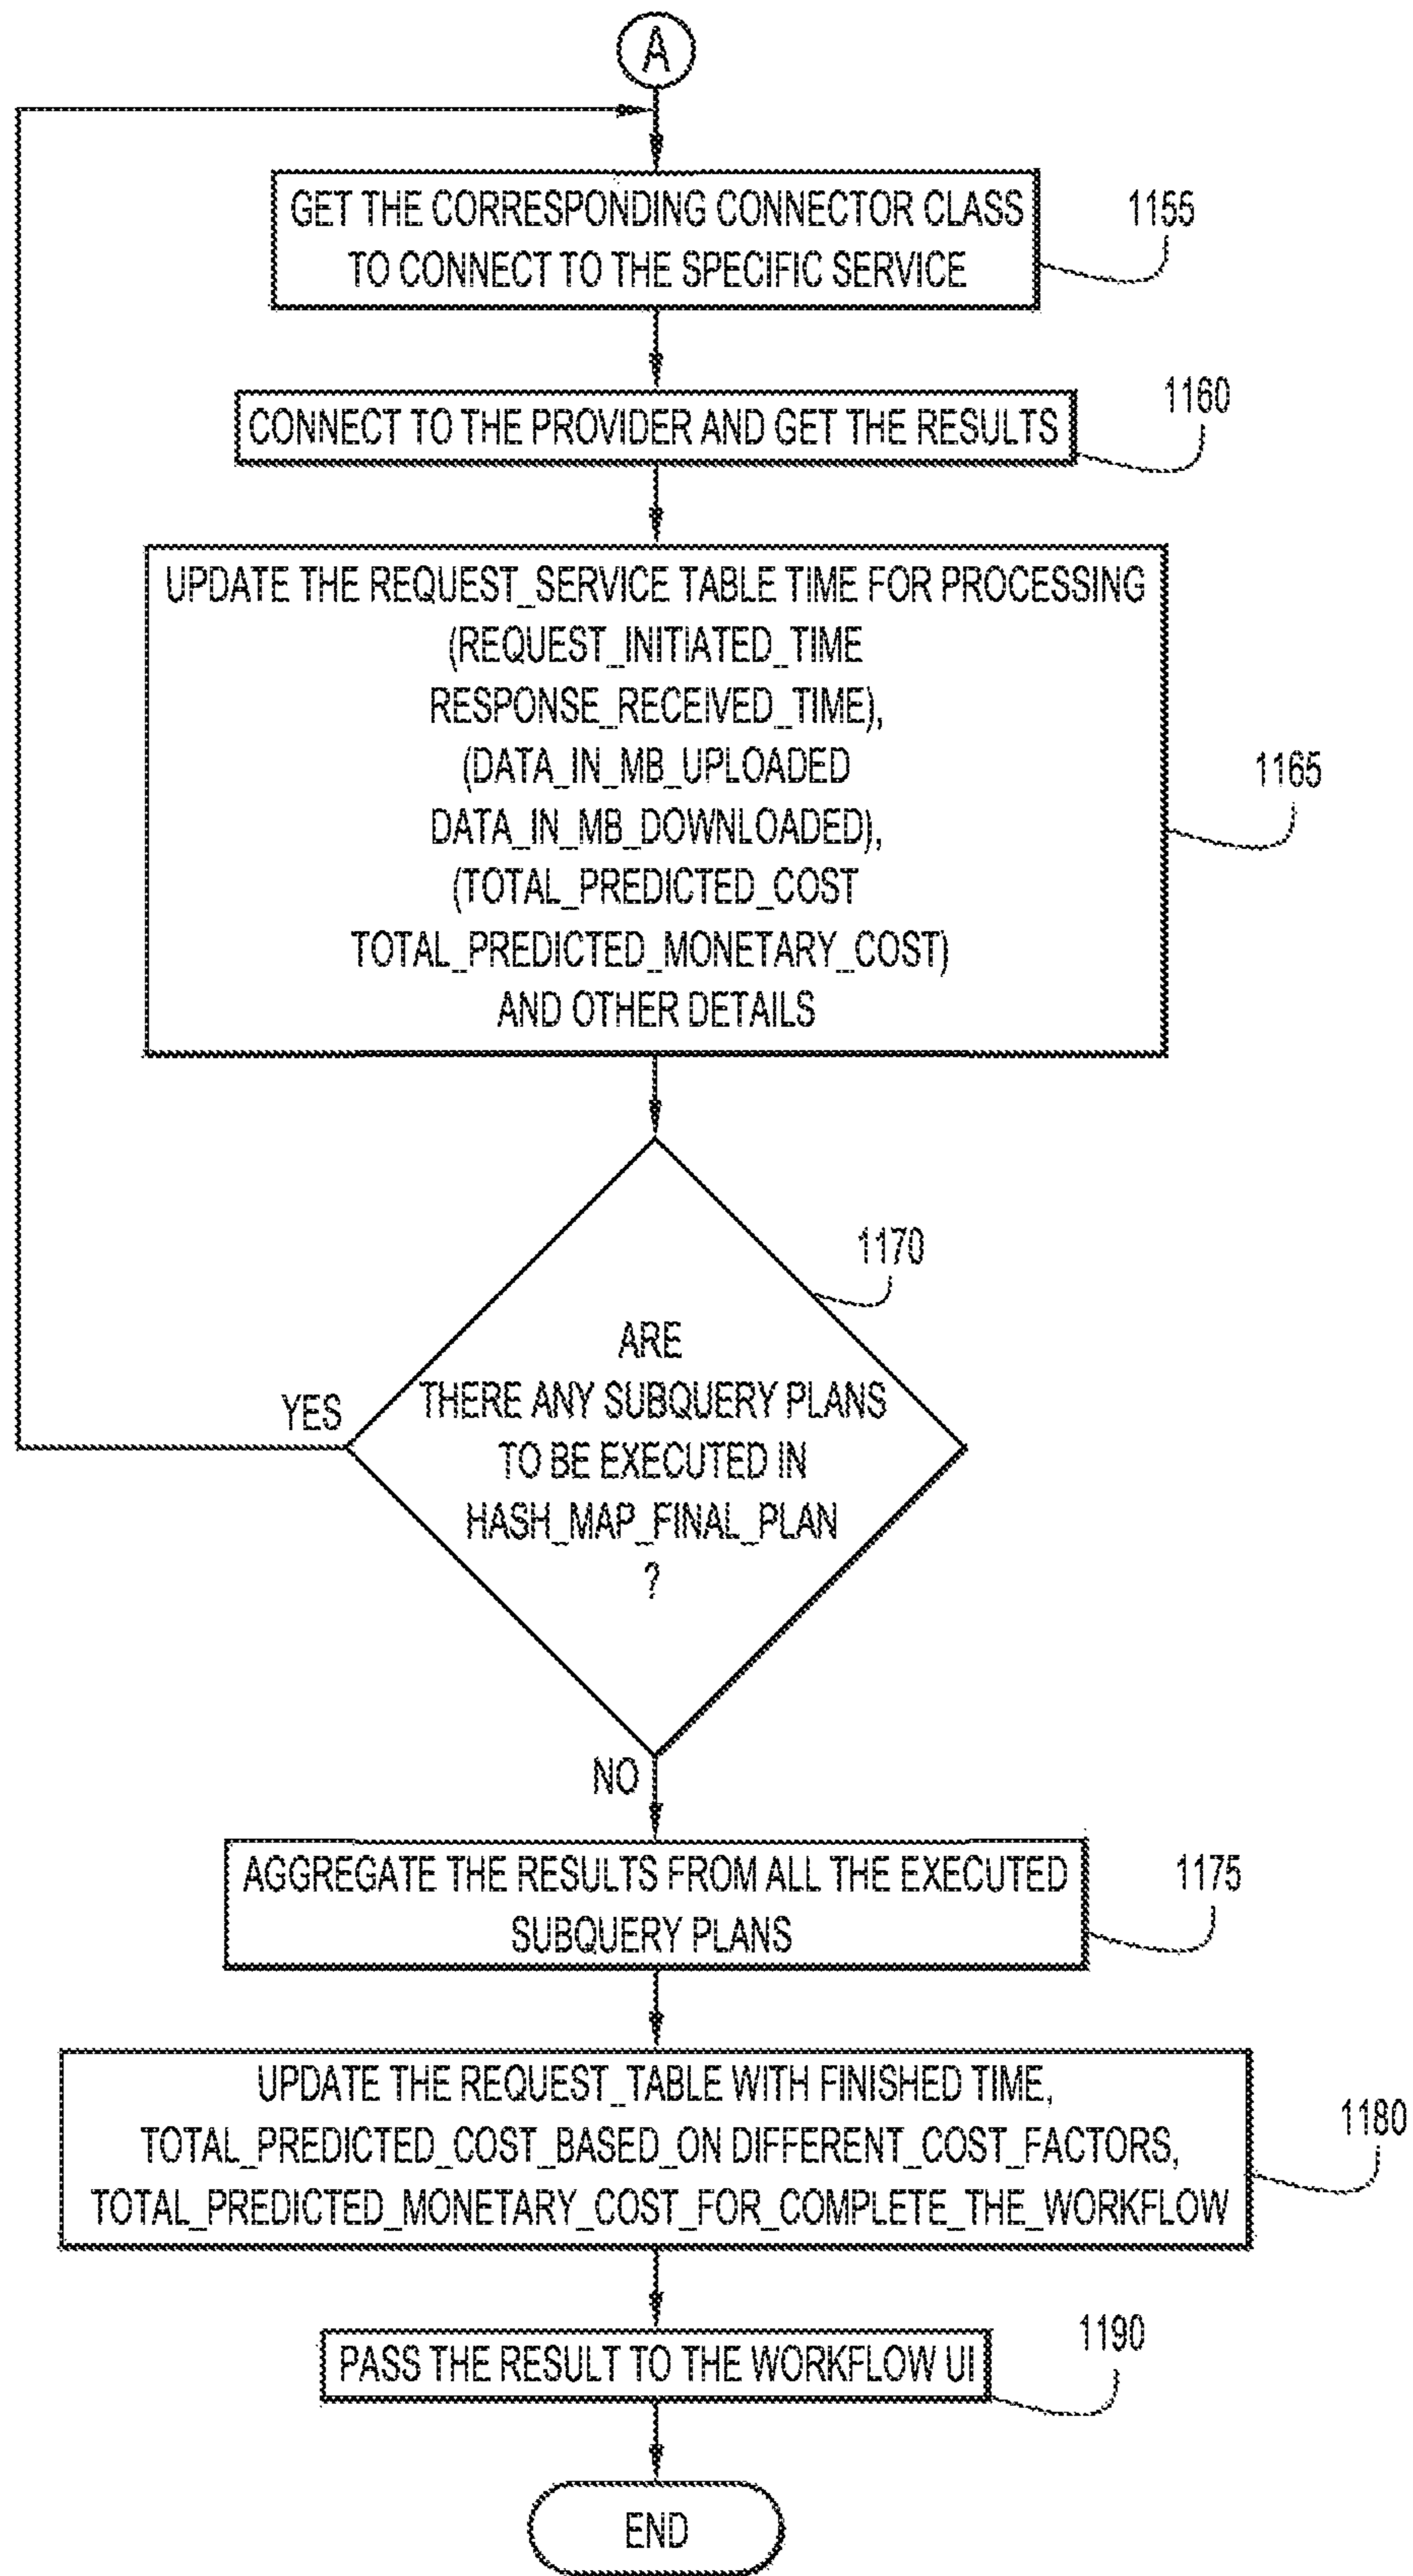 A
GET THE CORRESPONDING CONNECTOR CLASS
TO CONNECT TO THE SPECIFIC SERVICE
1155
CONNECT TO THE PROVIDER AND GET THE RESULTS
1160
UPDATE THE REQUEST_SERVICE TABLE TIME FOR PROCESSING
(REQUEST_INITIATED_TIME
RESPONSE_RECEIVED_TIME),
(DATA_IN_MB_UPLOADED
DATA_IN_MB_DOWNLOADED),
(TOTAL_PREDICTED_COST
TOTAL_PREDICTED_MONETARY_COST)
AND OTHER DETAILS
1165
1170
ARE
THERE ANY SUBQUERY PLANS
TO BE EXECUTED IN
HASH_MAP_FINAL_PLAN
?
YES
NO
AGGREGATE THE RESULTS FROM ALL THE EXECUTED
SUBQUERY PLANS
1175
UPDATE THE REQUEST_TABLE WITH FINISHED TIME,
TOTAL_PREDICTED_COST_BASED_ON DIFFERENT_COST_FACTORS,
TOTAL_PREDICTED_MONETARY_COST_FOR_COMPLETE_THE_WORKFLOW
1180
PASS THE RESULT TO THE WORKFLOW UI
1190
END